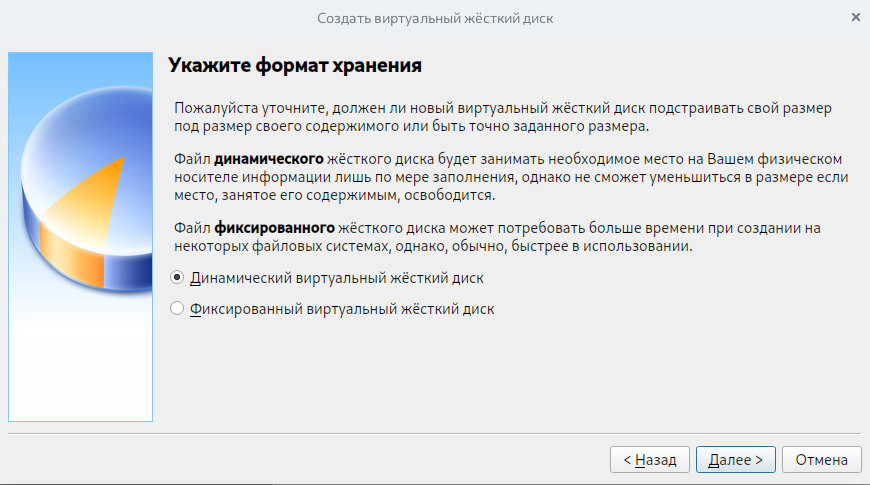 Создать виртуальный жёсткий диск
Укажите формат хранения
Пожалуйста уточните, должен ли новый виртуальный жёсткий диск подстраивать свой размер
под размер своего содержимого или быть точно заданного размера.
Файл динамического жёсткого диска будет занимать необходимое место на Вашем физическом
носителе информации лишь по мере заполнения, однако не сможет уменьшиться в размере если
место, занятое его содержимым, освободится.
Файл фиксированного жёсткого диска может потребовать больше времени при создании на
некоторых файловых системах, однако, обычно, быстрее в использовании.
Динамический виртуальный жёсткий диск
Фиксированный виртуальный жёсткий диск
< Назад Далее > Отмена